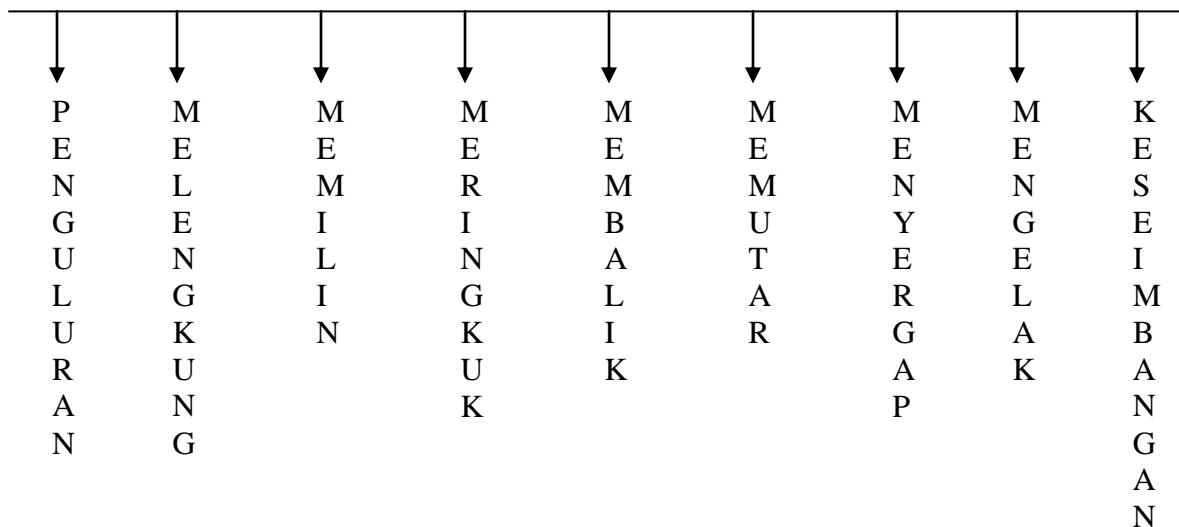 PENGULURAN
MELENGKUNG
MEMILIN
MERINGKUK
MEMBALIK
MEMUTAR
MENYERGAP
MENGELAK
KESEIMBANGAN